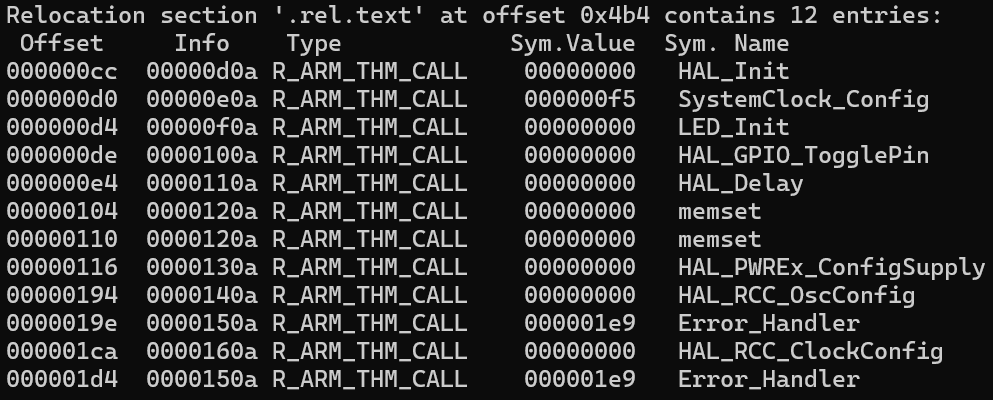 Relocation section '.rel.text' at offset 0x4b4 contains 12 entries:
 Offset     Info    Type            Sym.Value  Sym. Name
000000cc  00000d0a R_ARM_THM_CALL    00000000   HAL_Init
000000d0  00000e0a R_ARM_THM_CALL    000000f5   SystemClock_Config
000000d4  00000f0a R_ARM_THM_CALL    00000000   LED_Init
000000de  0000100a R_ARM_THM_CALL    00000000   HAL_GPIO_TogglePin
000000e4  0000110a R_ARM_THM_CALL    00000000   HAL_Delay
00000104  0000120a R_ARM_THM_CALL    00000000   memset
00000110  0000120a R_ARM_THM_CALL    00000000   memset
00000116  0000130a R_ARM_THM_CALL    00000000   HAL_PWREx_ConfigSupply
00000194  0000140a R_ARM_THM_CALL    00000000   HAL_RCC_OscConfig
0000019e  0000150a R_ARM_THM_CALL    000001e9   Error_Handler
000001ca  0000160a R_ARM_THM_CALL    00000000   HAL_RCC_ClockConfig
000001d4  0000150a R_ARM_THM_CALL    000001e9   Error_Handler